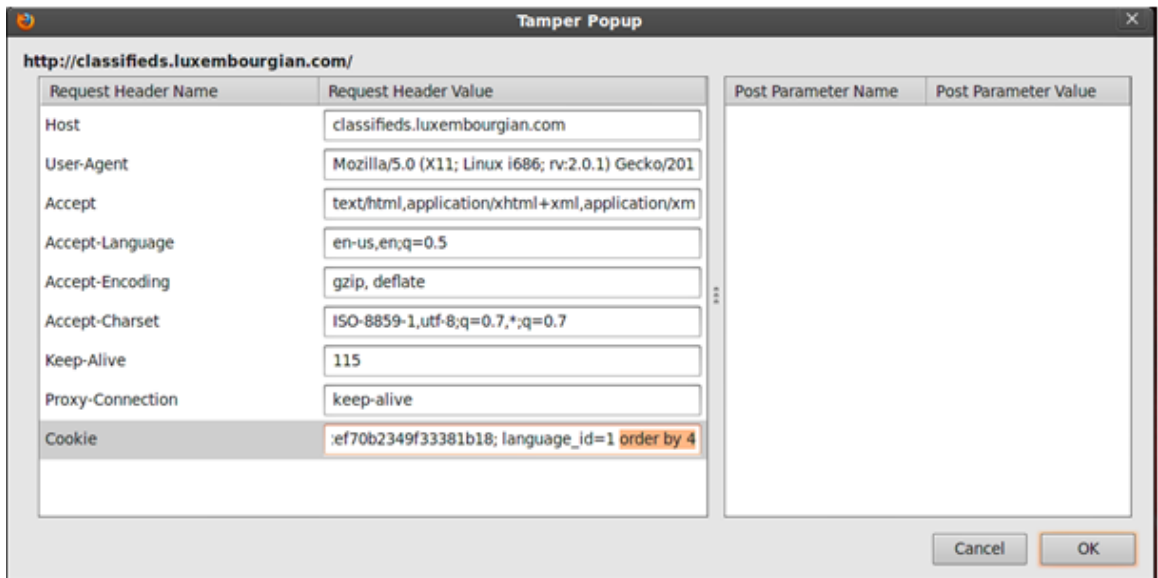 Tamper Popup
http://classifieds.luxembourgian.com/
Request Header Name Request Header Value Post Parameter Name Post Parameter Value
Host classifieds.luxembourgian.com
User-Agent Mozilla/5.0 (X11; Linux i686; rv:2.0.1) Gecko/201
Accept text/html,application/xhtml+xml,application/xm
Accept-Language en-us,en;q=0.5
Accept-Encoding gzip, deflate
Accept-Charset ISO-8859-1,utf-8;q=0.7,*;q=0.7
Keep-Alive 115
Proxy-Connection keep-alive
Cookie :ef70b2349f33381b18; language_id=1 order by 4
Cancel OK